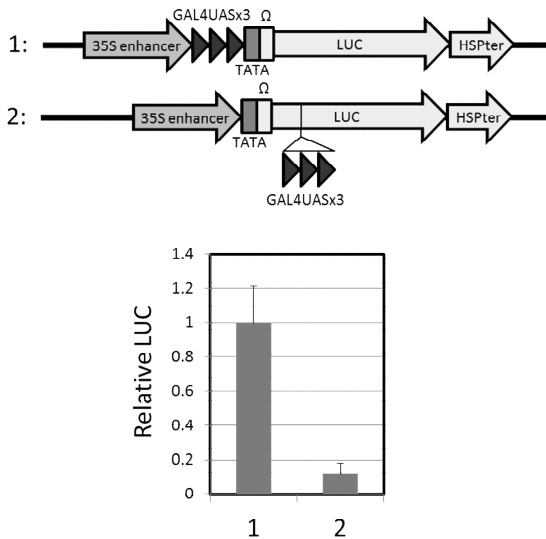 GAL4UASx3 Ω
1: 35S enhancer LUC HSPter
TATA
Ω
2: 35S enhancer LUC HSPter
TATA
GAL4UASx3
1.4
1.2
1
0.8
0.6
0.4
0.2
0
Relative LUC
1 2